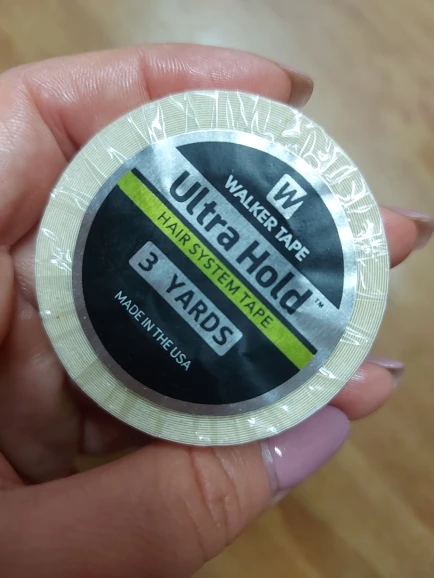 W
WALKER TAPE
Ultra Hold™
HAIR SYSTEM TAPE
3 YARDS
MADE IN THE USA